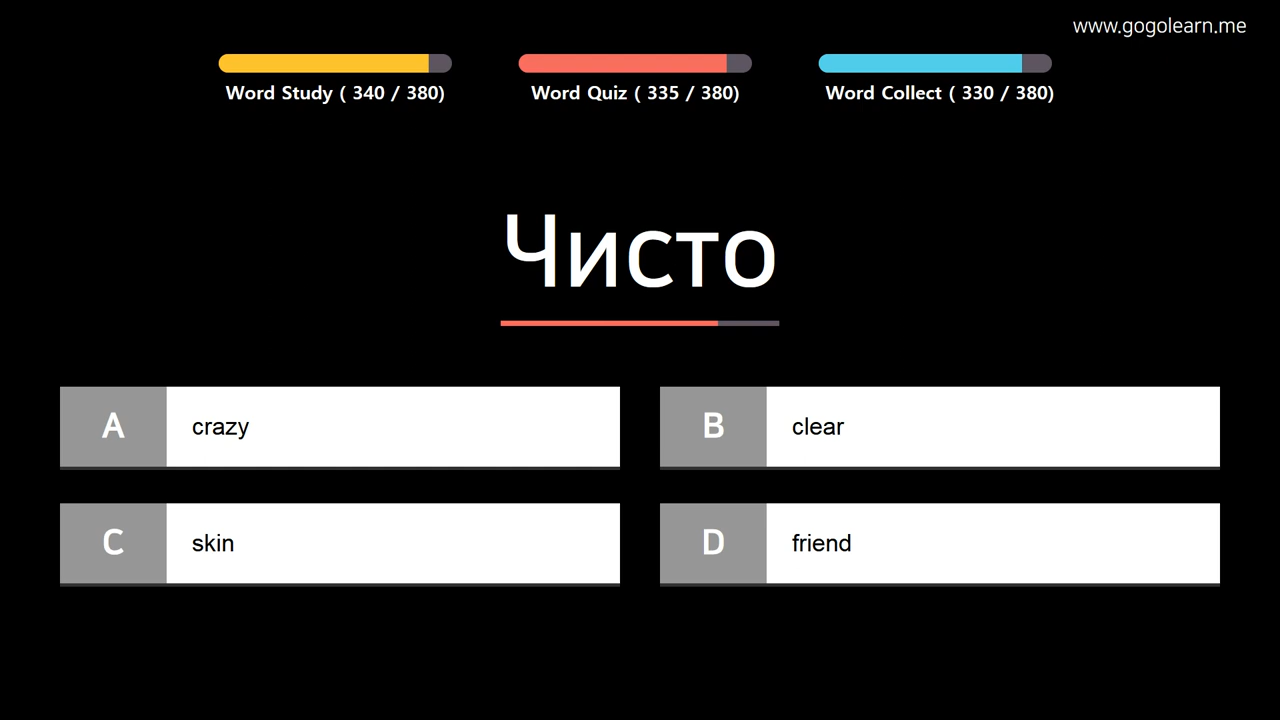 www.gogolearn.me
Word Study ( 340 / 380)
Word Quiz ( 335 / 380)
Word Collect ( 330 / 380)
Чисто
A crazy
B clear
C skin
D friend